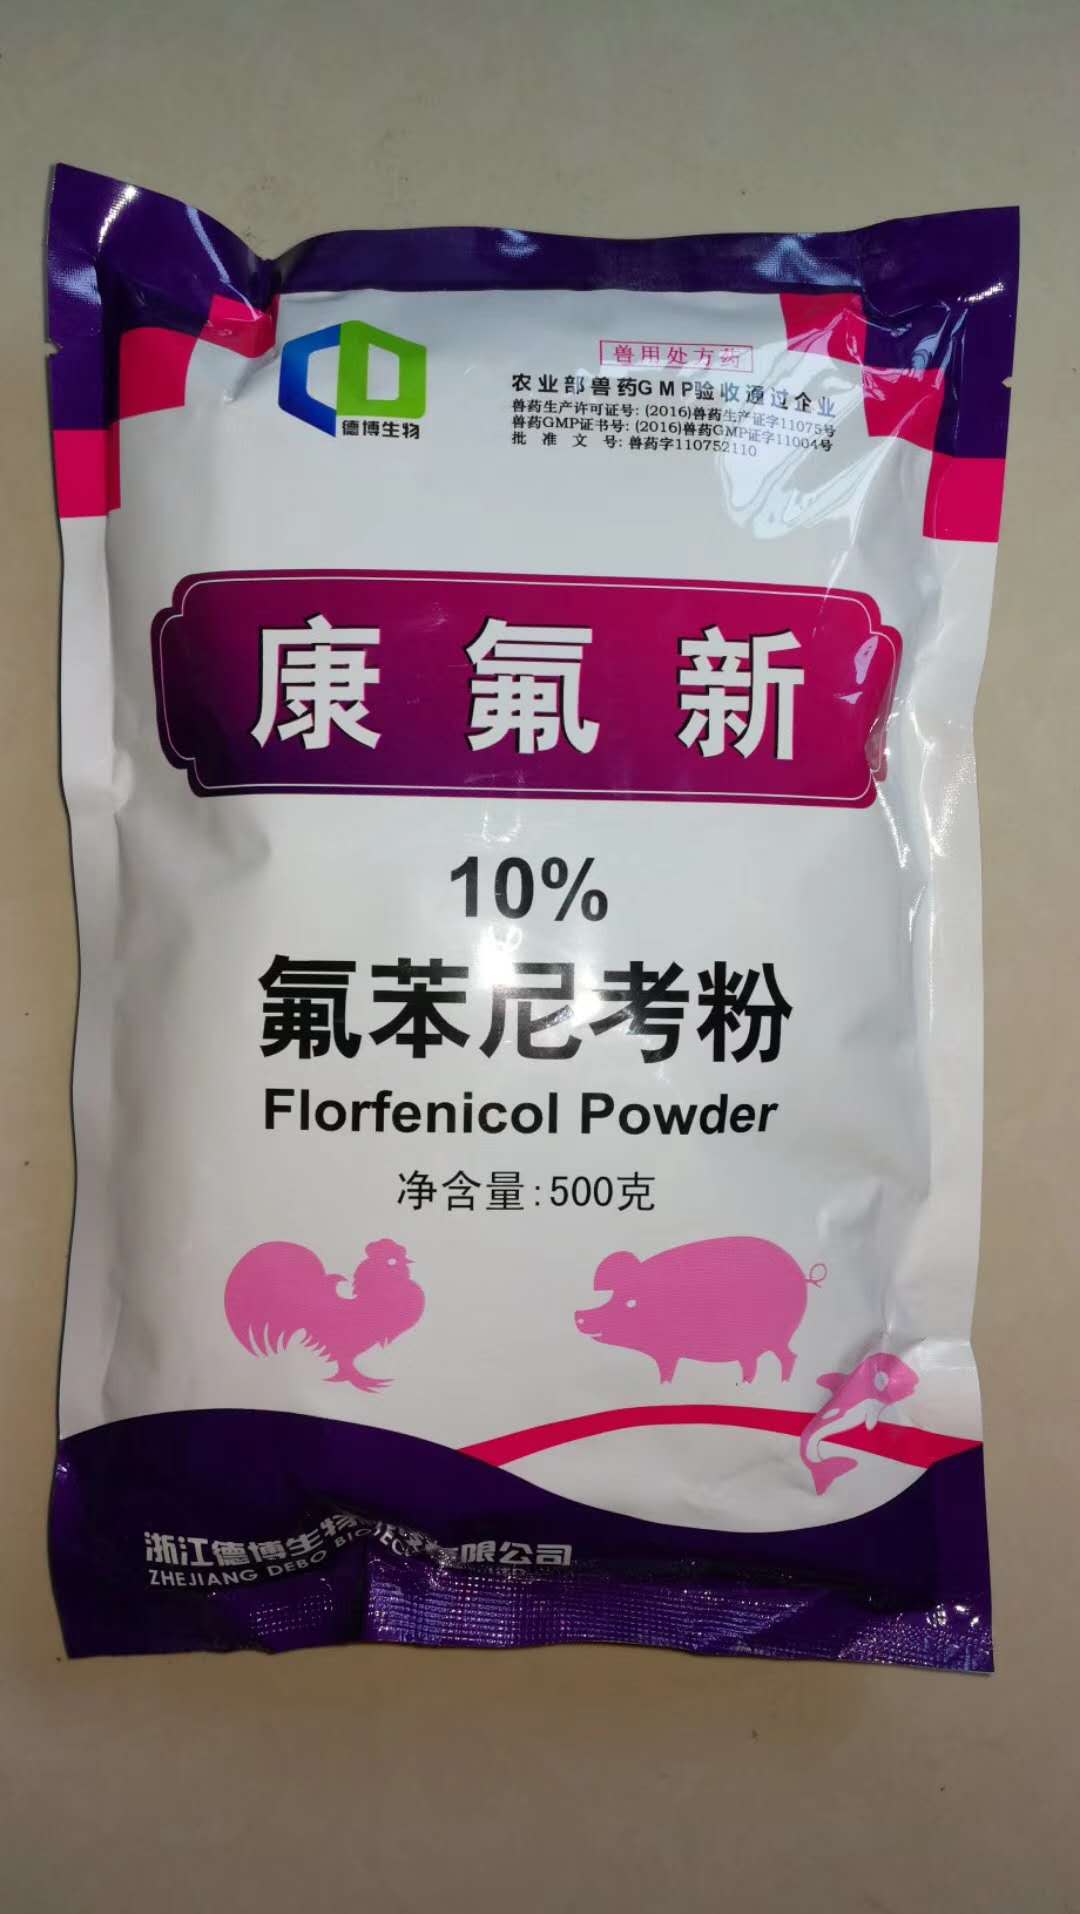 德博生物
兽用处方药
农业部兽药GMP验收通过企业
兽药生产许可证号: (2016)兽药生产证字11075号
兽药GMP证书号: (2016)兽药GMP证字11004号
批 准 文 号: 兽药字110752110
康氟新
10%
氟苯尼考粉
Florfenicol Powder
净含量:500克
浙江德博生物 有限公司
ZHEJIANG DEBO